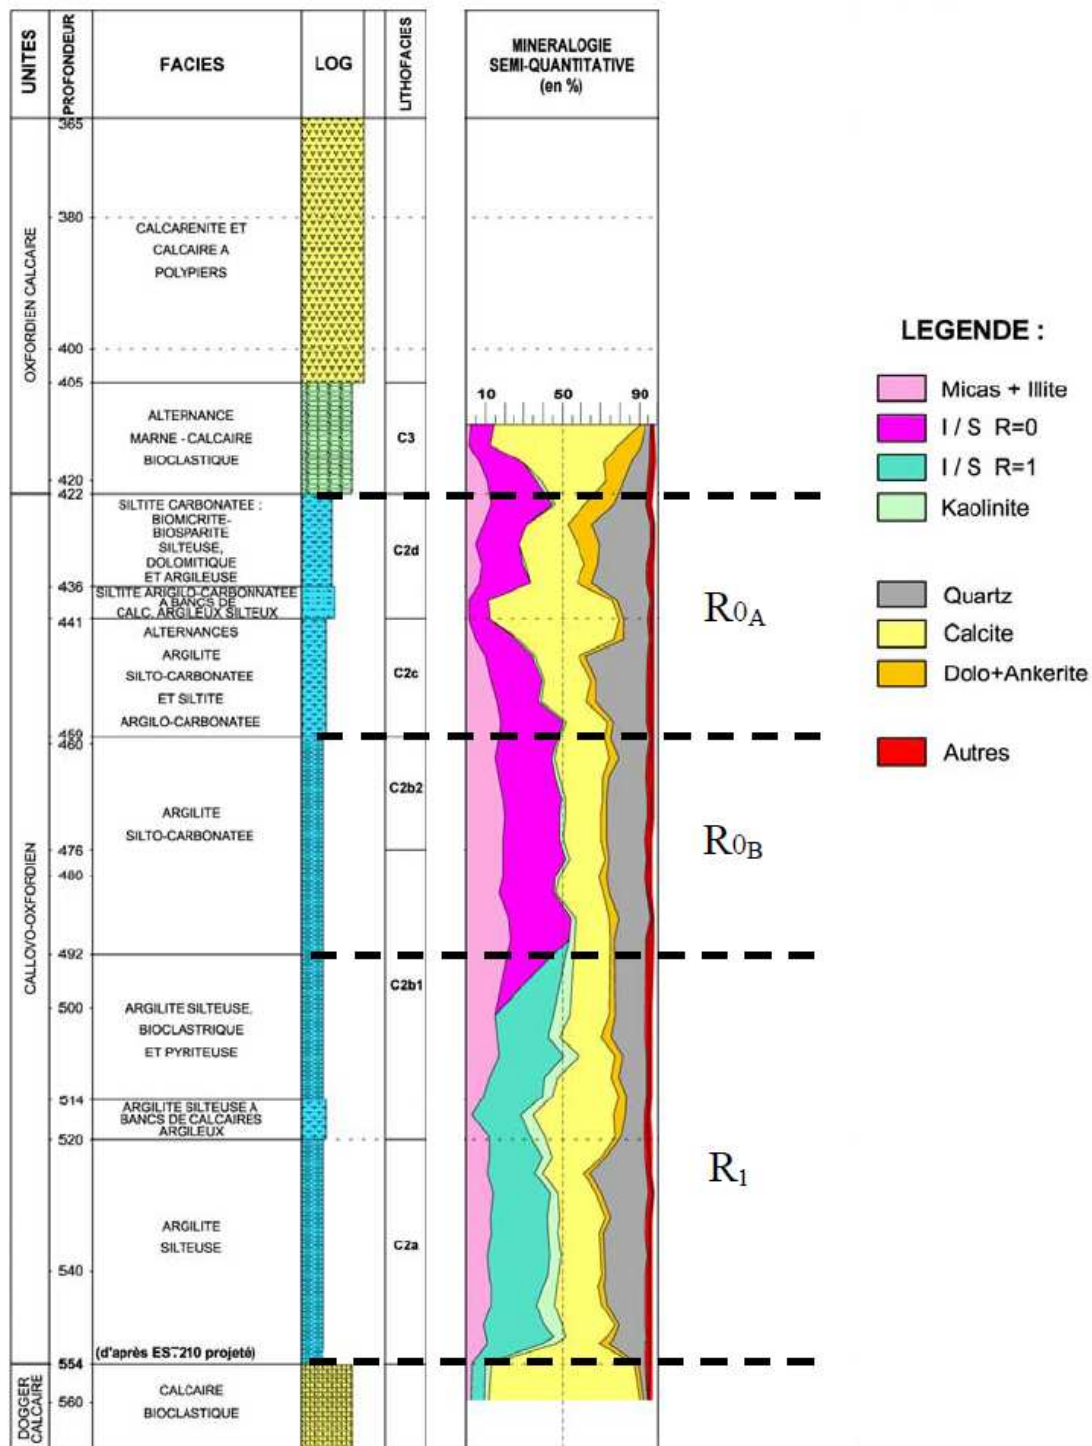 UNITES
PROFONDEUR
FACIES
LOG
LITHOFACIES
MINERALOGIE
SEMI-QUANTITATIVE
(en %)
OXFORDIEN CALCAIRE
365
380
CALCARENITE ET
CALCAIRE A
POLYPIERS
400
405
10 50 90
ALTERNANCE
MARNE - CALCAIRE
BIOCLASTIQUE
C3
420
422
SILTITE CARBONATEE :
BIOMICRITE-
BIOSPARITE
SILTEUSE,
DOLOMITIQUE
ET ARGILEUSE
C2d
436
SILTITE ARIGILO-CARBONNATEE
A BANCS DE
CALC. ARGILEUX SILTEUX
R0A
441
ALTERNANCES
ARGILITE
SILTO-CARBONATEE
ET SILTITE
ARGILO-CARBONATEE
C2c
459
460
CALLOVO-OXFORDIEN
ARGILITE
SILTO-CARBONATEE
C2b2
R0B
476
480
492
C2b1
500
ARGILITE SILTEUSE,
BIOCLASTRIQUE
ET PYRITEUSE
514
ARGILITE SILTEUSE A
BANCS DE CALCAIRES
ARGILEUX
520
R1
ARGILITE
SILTEUSE
C2a
540
(d'après EST210 projeté)
554
DOGGER
CALCAIRE
CALCAIRE
BIOCLASTIQUE
560
LEGENDE :
Micas + Illite
I / S R=0
I / S R=1
Kaolinite
Quartz
Calcite
Dolo+Ankerite
Autres